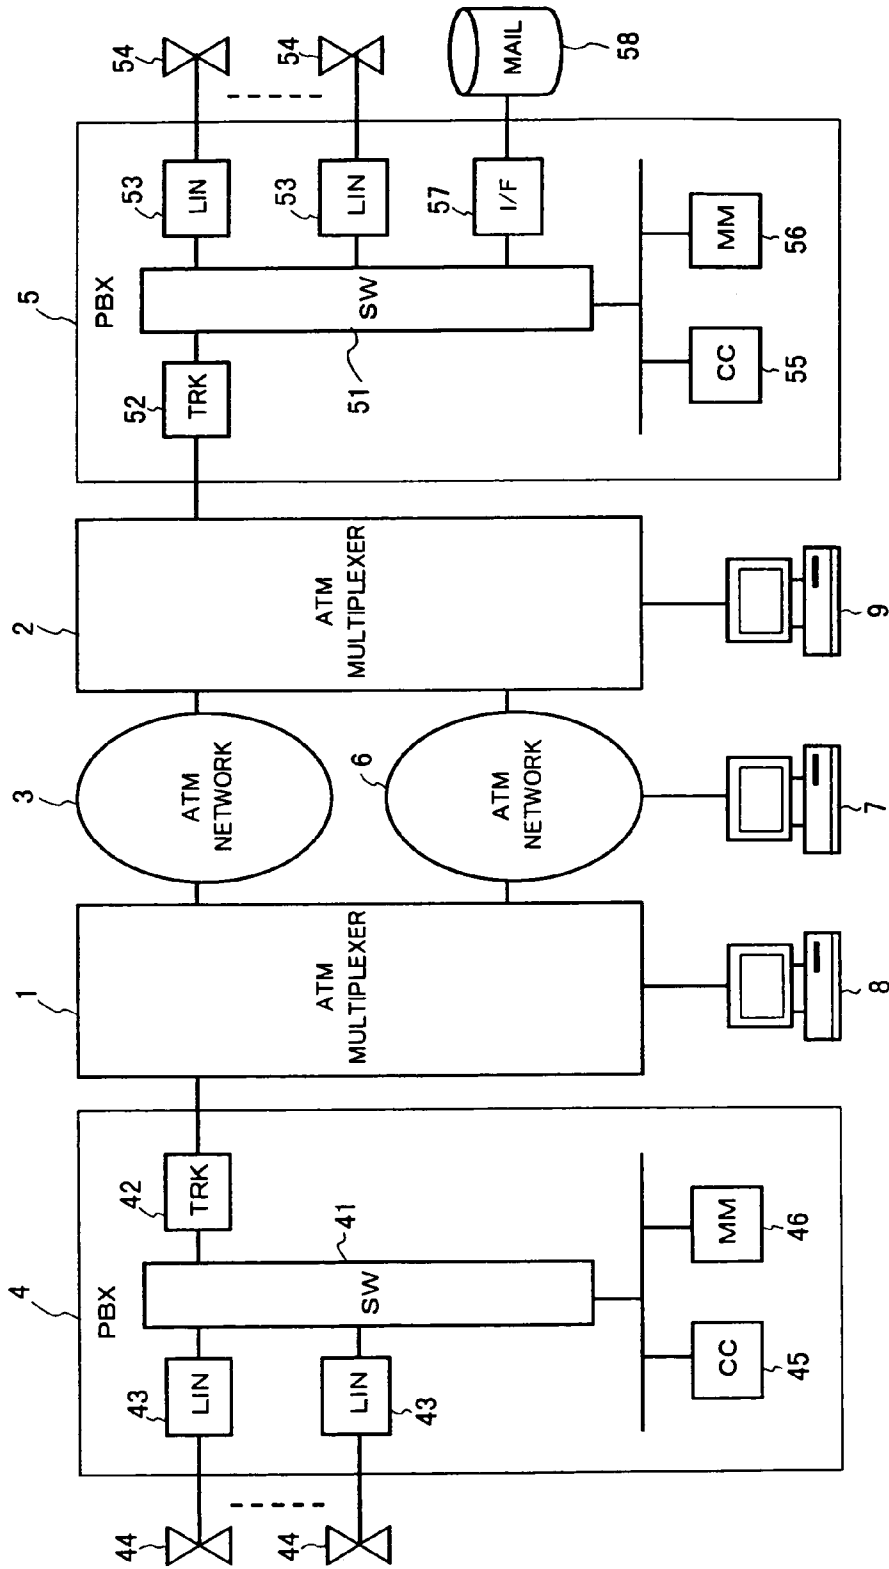 4
PBX
43
LIN
43
LIN
44
44
41
SW
42
TRK
CC
45
MM
46
1
ATM
MULTIPLEXER
8
3
ATM
NETWORK
6
ATM
NETWORK
7
2
ATM
MULTIPLEXER
9
5
PBX
52
TRK
51
SW
53
LIN
53
LIN
54
54
57
I/F
MAIL
58
CC
55
MM
56